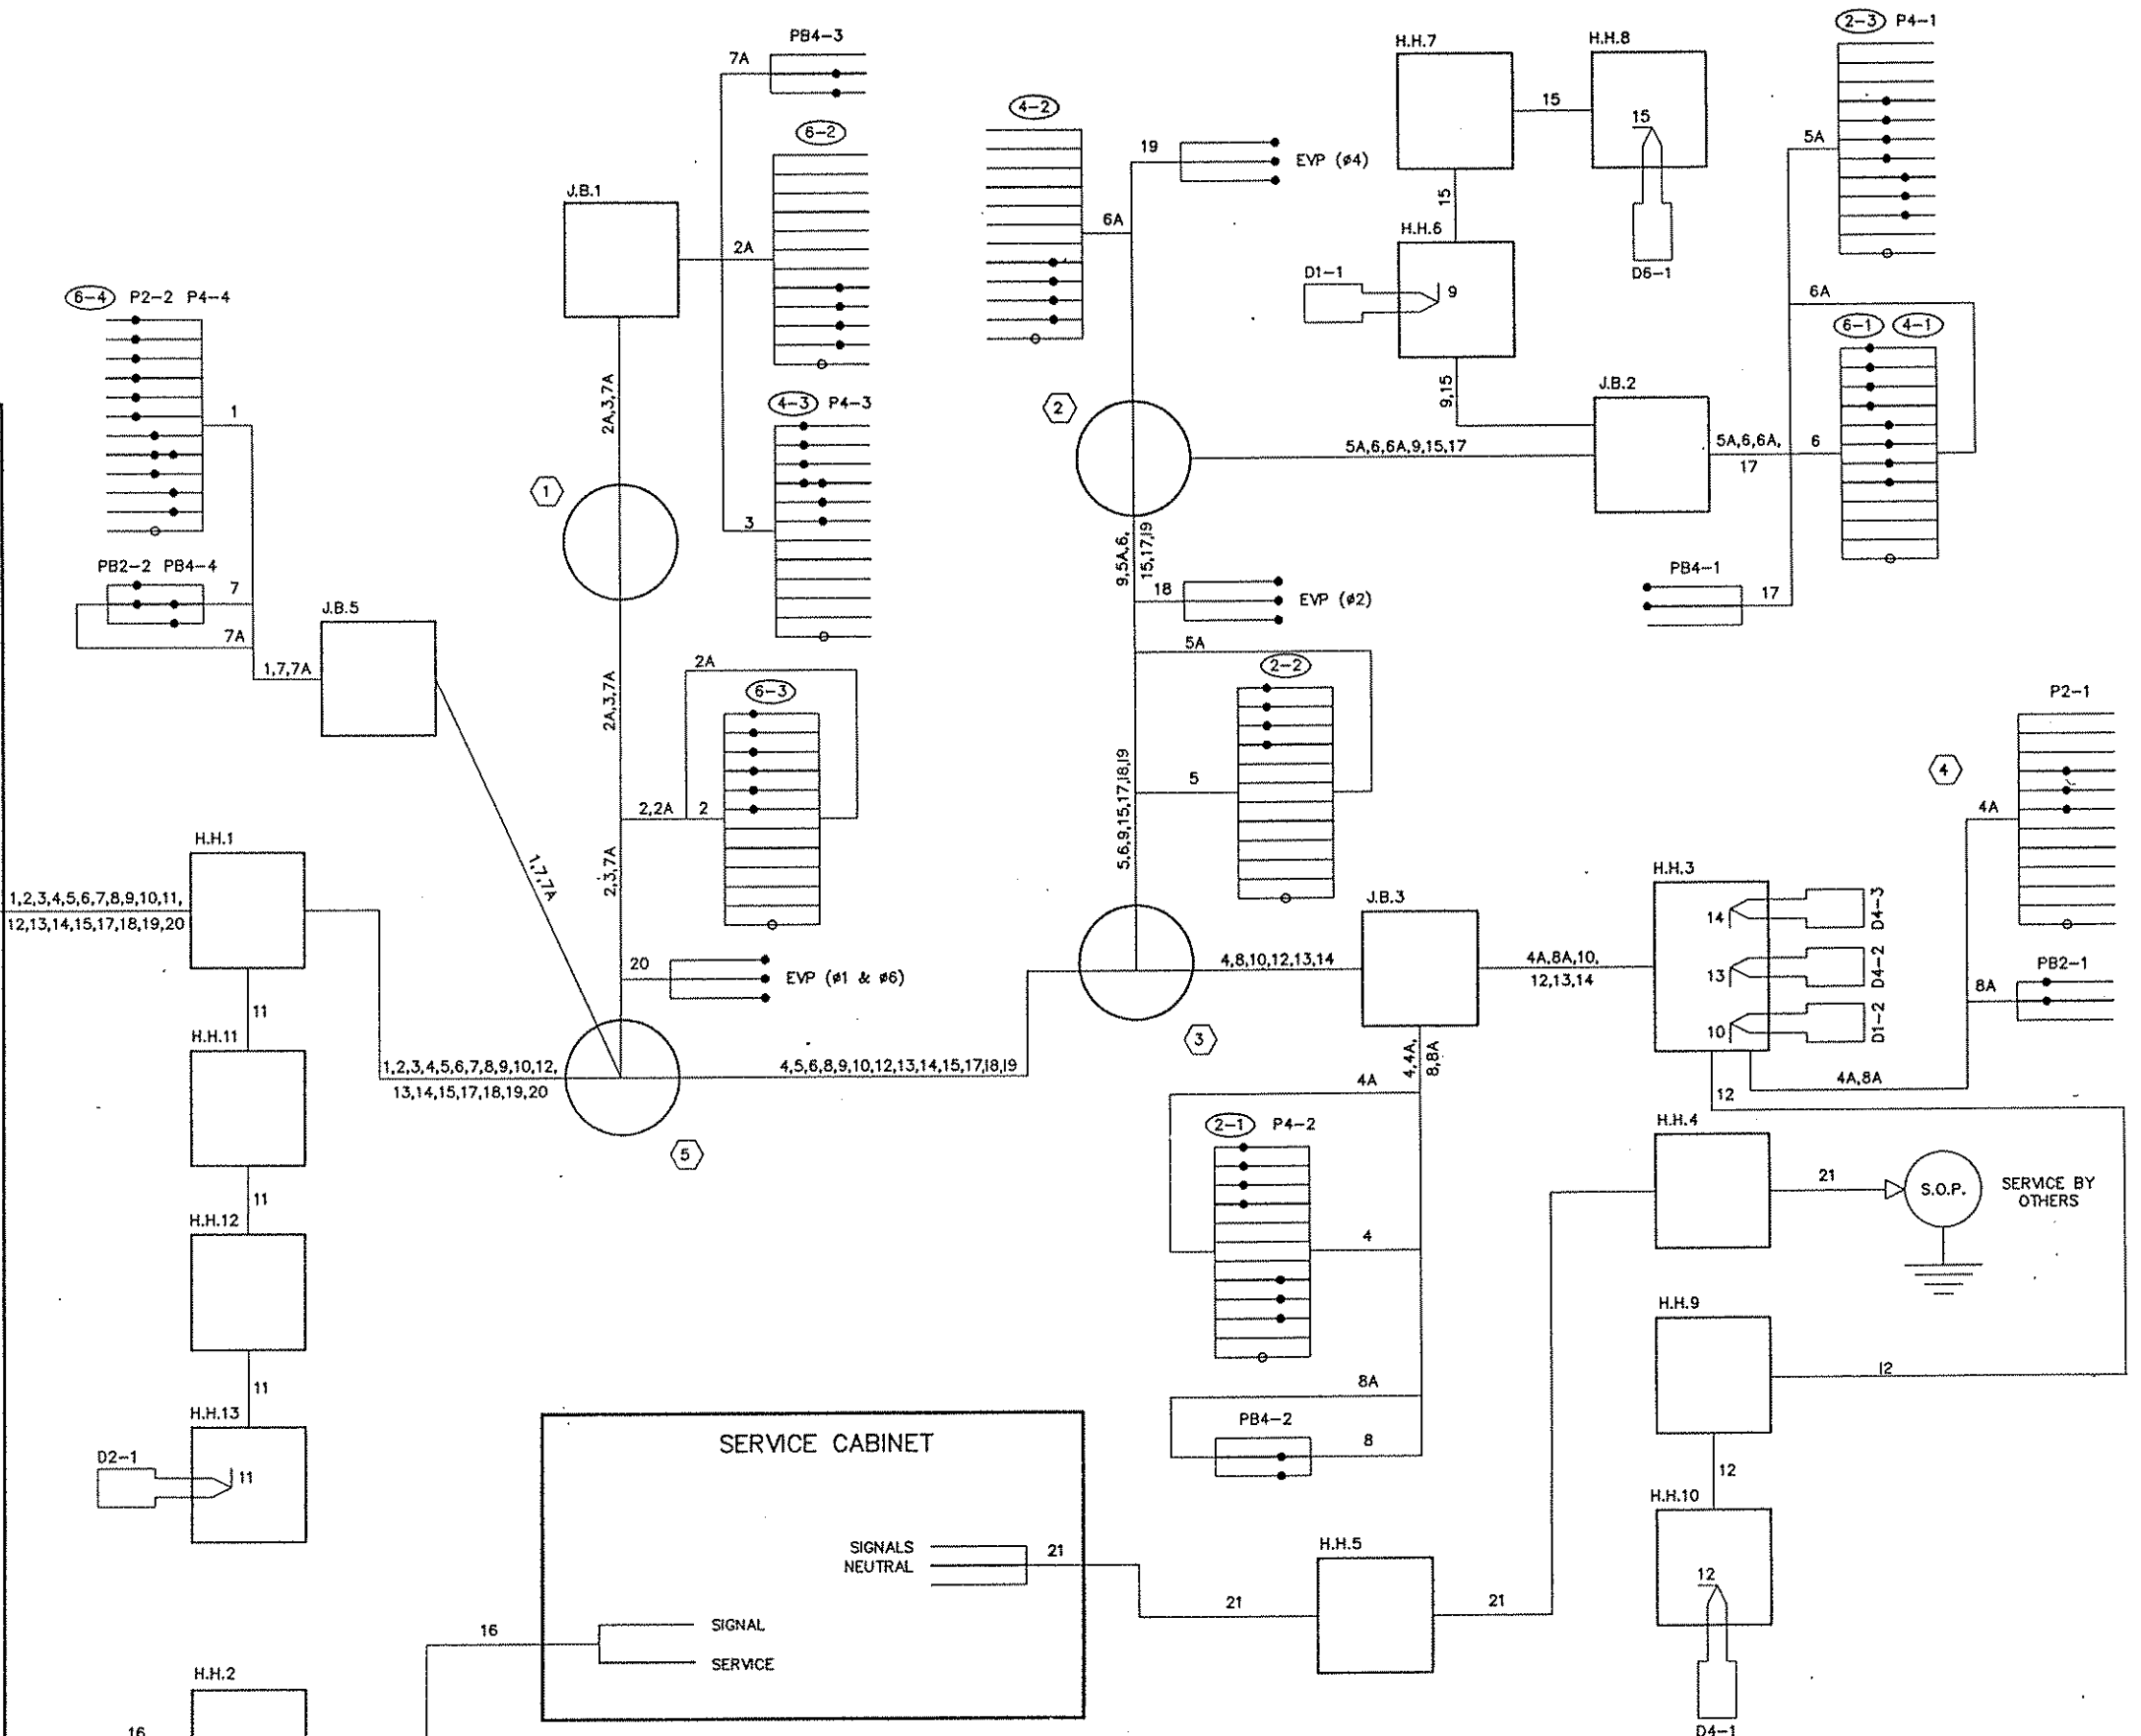 PB4-3
7A
6-2
J.B.1
2A
4-3 P4-3
3
2A,3,7A
1
6-4 P2-2 P4-4
1
PB2-2 PB4-4
7
7A
J.B.5
1,7,7A
2A,3,7A
2A
6-3
2,2A 2
2,3,7A
1,7,7A
20
EVP (ø1 & ø6)
H.H.1
1,2,3,4,5,6,7,8,9,10,11,
12,13,14,15,17,18,19,20
11
H.H.11
1,2,3,4,5,6,7,8,9,10,12,
13,14,15,17,18,19,20
5
4,5,6,8,9,10,12,13,14,15,17,18,19
11
H.H.12
11
H.H.13
D2-1
11
4-2
19
EVP (ø4)
6A
2
5A,6,6A,9,15,17
9,5A,6,
15,17,19
18
EVP (ø2)
5A
2-2
5
5,6,9,15,17,18,19
H.H.7
H.H.8
15
15
15
D6-1
H.H.6
D1-1
9
9,15
J.B.2
5A,6,6A,
17
6
2-3 P4-1
5A
6A
6-1 4-1
PB4-1
17
P2-1
4
4A
PB2-1
8A
H.H.3
14
D4-3
13
D4-2
10
D1-2
4A,8A
12
J.B.3
4,8,10,12,13,14
4A,8A,10,
12,13,14
3
4,4A,
8,8A
4A
2-1 P4-2
4
8A
PB4-2
8
H.H.4
21
S.O.P.
SERVICE BY
OTHERS
H.H.9
12
12
H.H.10
12
D4-1
SERVICE CABINET
SIGNALS
NEUTRAL
21
21
H.H.5
21
16
SIGNAL
SERVICE
H.H.2
16